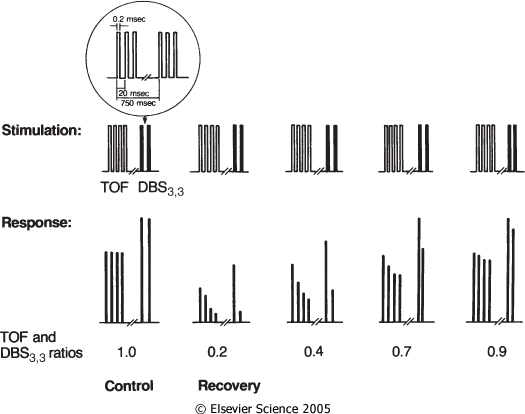 0.2 msec
20 msec
750 msec
Stimulation:
TOF DBS3,3
Response:
TOF and
DBS3,3 ratios 1.0 0.2 0.4 0.7 0.9
Control Recovery
© Elsevier Science 2005